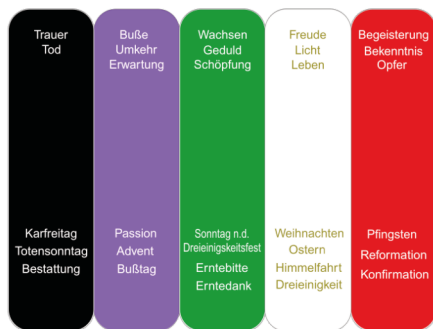 Trauer
Tod
Karfreitag
Totensonntag
Bestattung
Buße
Umkehr
Erwartung
Passion
Advent
Bußtag
Wachsen
Geduld
Schöpfung
Sonntag n.d.
Dreieinigskeitsfest
Erntebitte
Erntedank
Freude
Licht
Leben
Weihnachten
Ostern
Himmelfahrt
Dreieinigkeit
Begeisterung
Bekenntnis
Opfer
Pfingsten
Reformation
Konfirmation